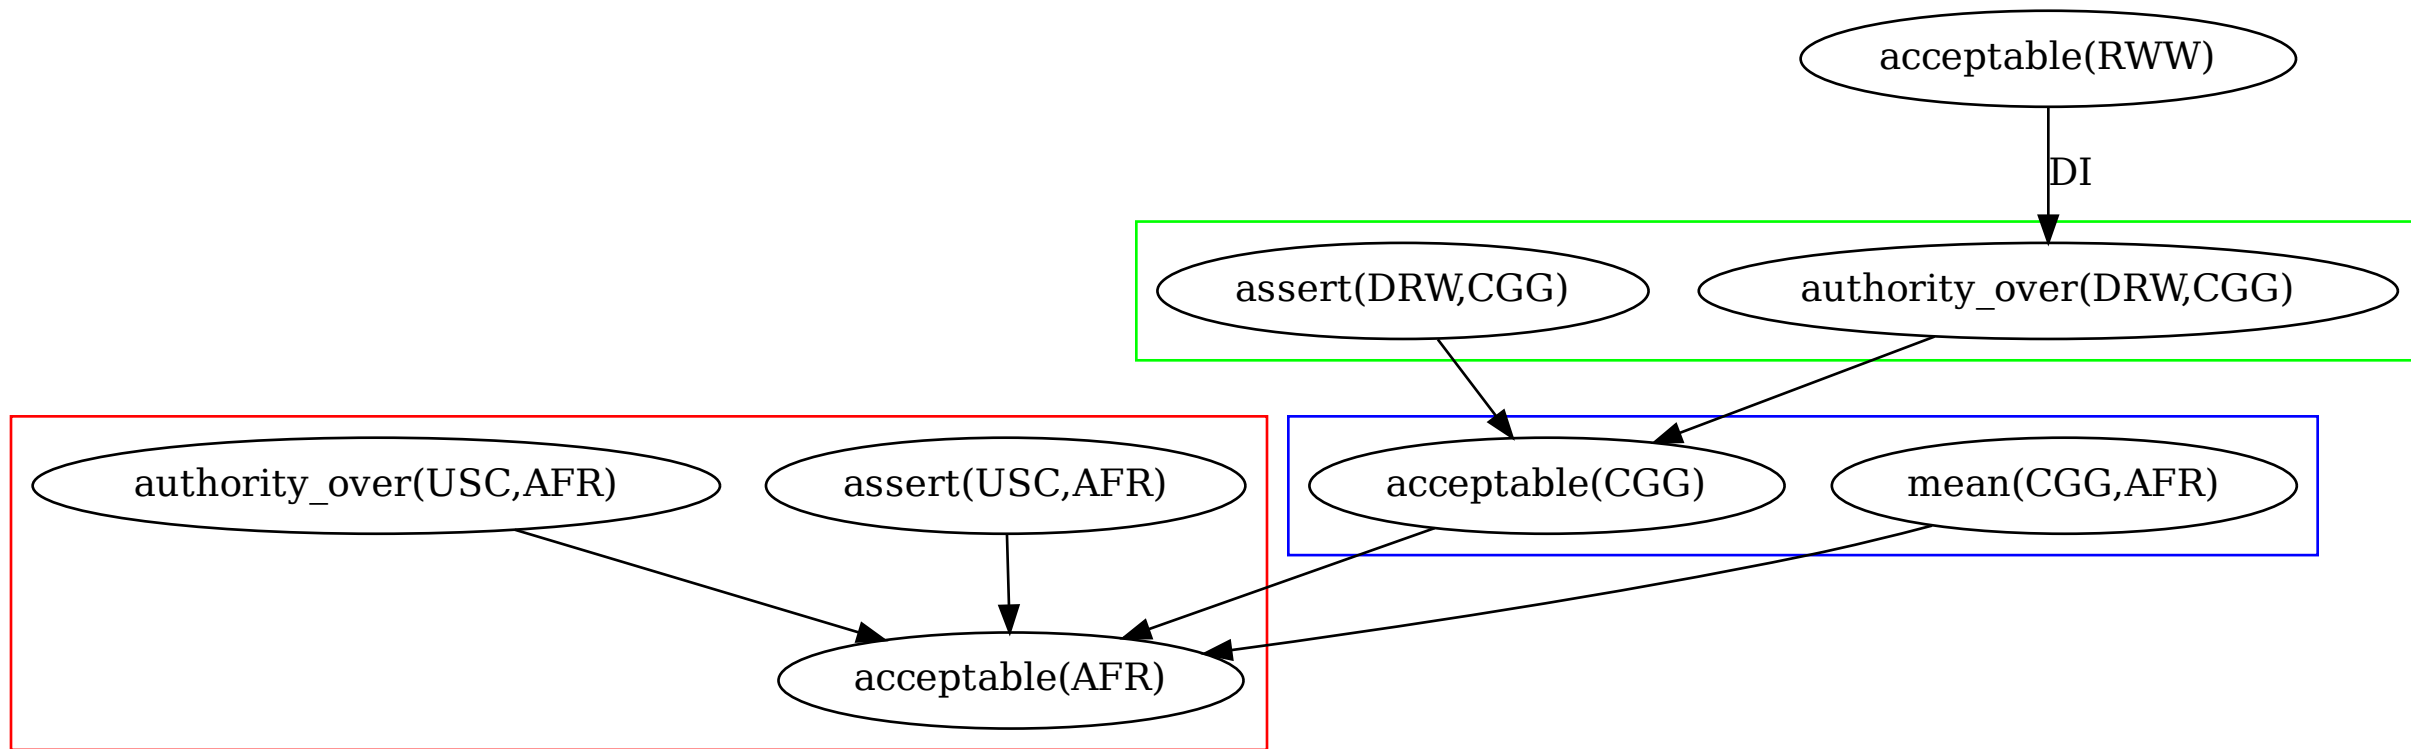 acceptable(RWW)
DI
assert(DRW,CGG)
authority_over(DRW,CGG)
authority_over(USC,AFR)
assert(USC,AFR)
acceptable(CGG)
mean(CGG,AFR)
acceptable(AFR)